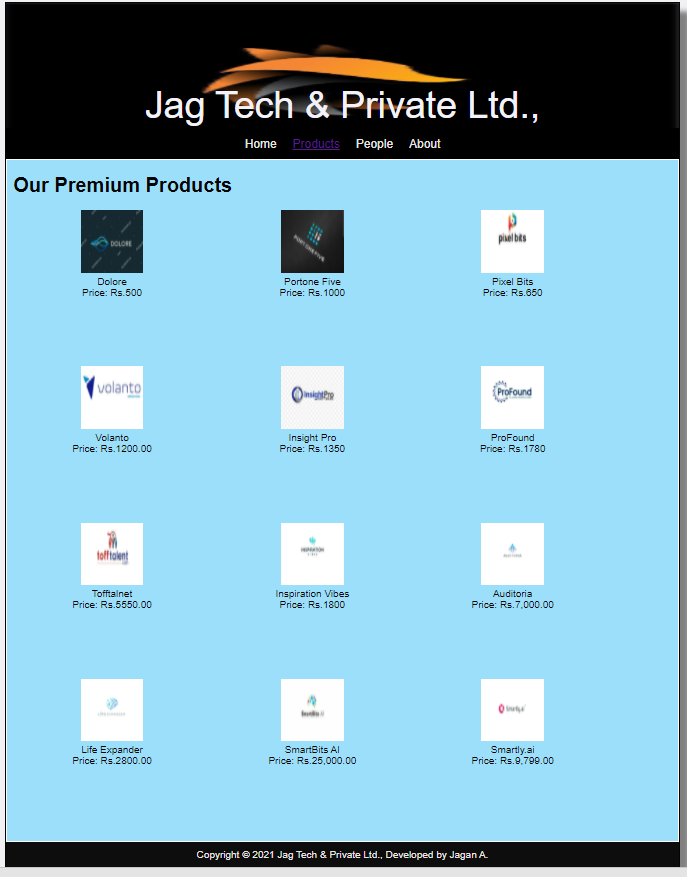 Jag Tech & Private Ltd.,
Home Products People About
Our Premium Products
DOLORE
PORT ONE FIVE
pixel bits
Dolore
Portone Five
Pixel Bits
Price: Rs.500
Price: Rs.1000
Price: Rs.650
volanto
InsightPro
ProFound
Volanto
Insight Pro
ProFound
Price: Rs.1200.00
Price: Rs.1350
Price: Rs.1780
tofftalent
INSPIRATION
Tofftalnet
Inspiration Vibes
Auditoria
Price: Rs.5550.00
Price: Rs.1800
Price: Rs.7,000.00
SmartBits AI
Smartly.ai
Life Expander
SmartBits AI
Smartly.ai
Price: Rs.2800.00
Price: Rs.25,000.00
Price: Rs.9,799.00
Copyright © 2021 Jag Tech & Private Ltd., Developed by Jagan A.